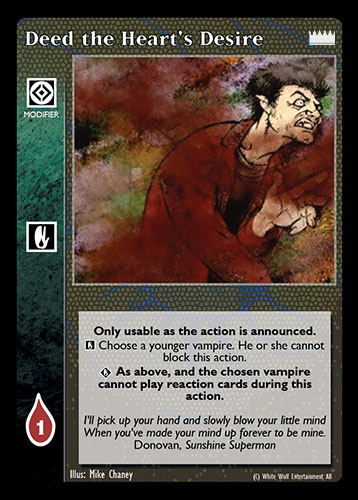 Deed the Heart's Desire
MODIFIER
Only usable as the action is announced.
Choose a younger vampire. He or she cannot
block this action.
As above, and the chosen vampire
cannot play reaction cards during this
action.
I'll pick up your hand and slowly blow your little mind
When you've made your mind up forever to be mine.
Donovan, Sunshine Superman
1
Illus: Mike Chaney
(C) White Wolf Entertainment AB